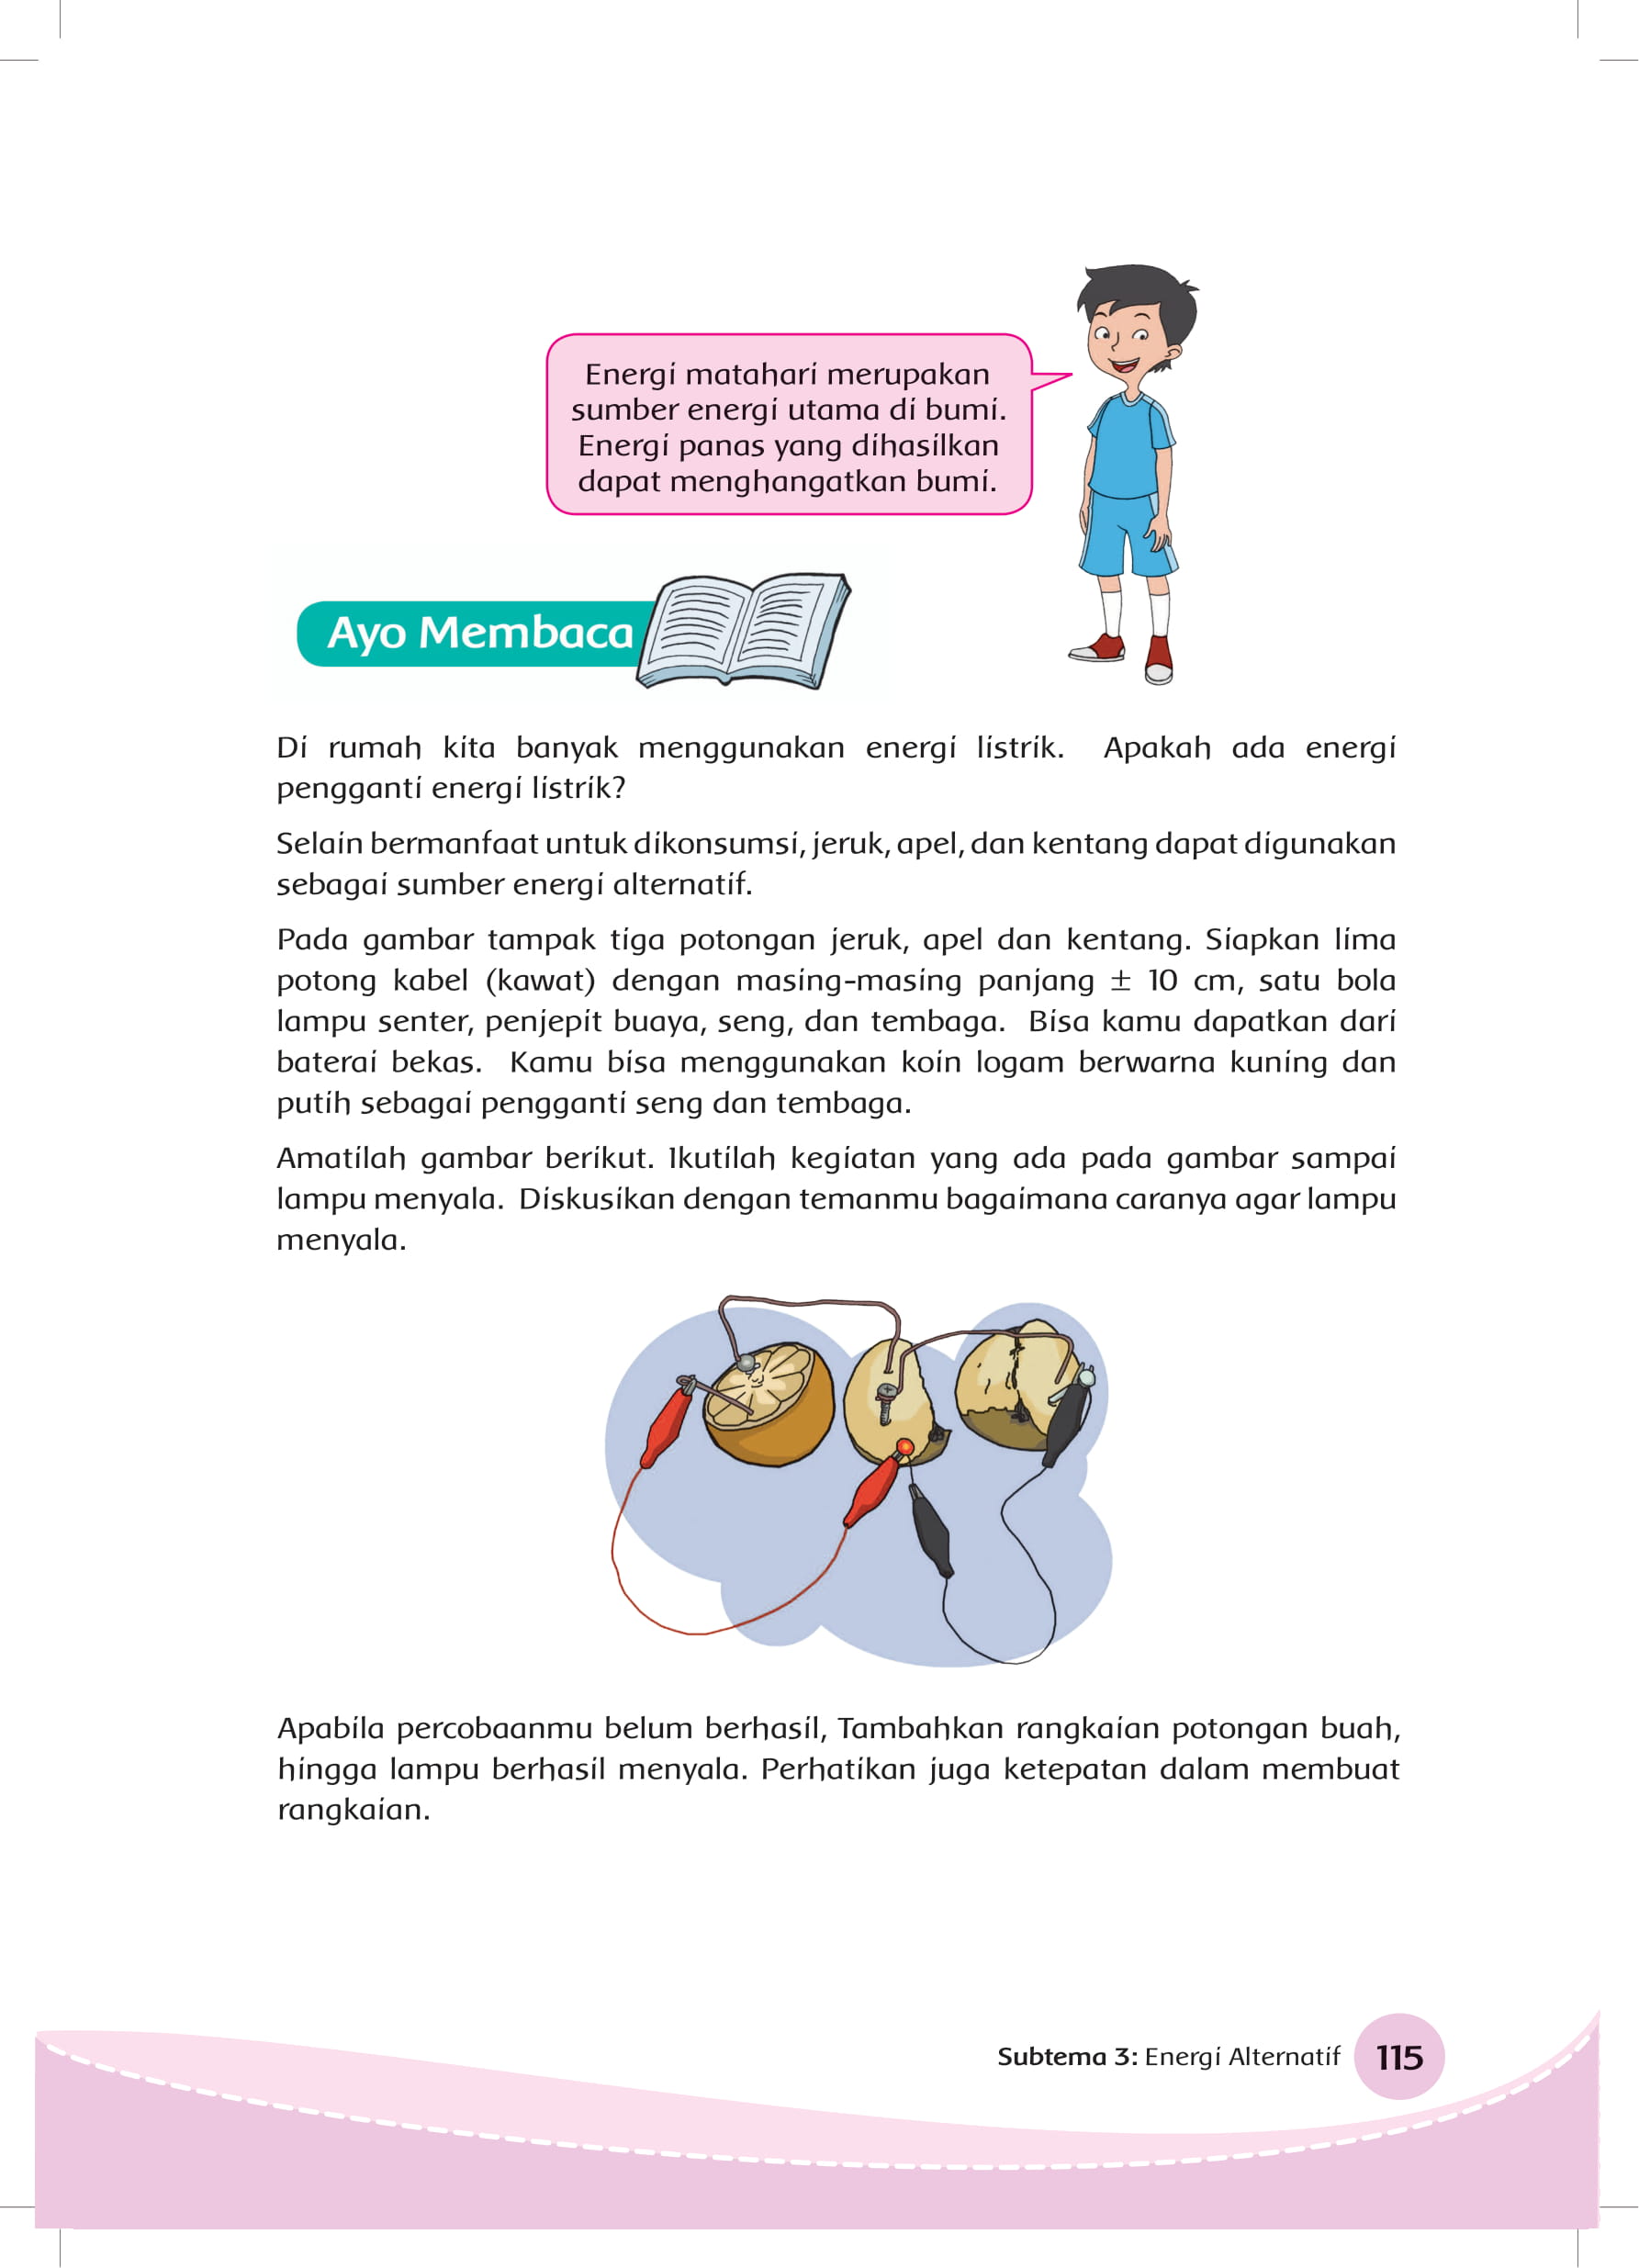 Energi matahari merupakan
sumber energi utama di bumi.
Energi panas yang dihasilkan
dapat menghangatkan bumi.
Ayo Membaca
Di rumah kita banyak menggunakan energi listrik. Apakah ada energi
pengganti energi listrik?
Selain bermanfaat untuk dikonsumsi, jeruk, apel, dan kentang dapat digunakan
sebagai sumber energi alternatif.
Pada gambar tampak tiga potongan jeruk, apel dan kentang. Siapkan lima
potong kabel (kawat) dengan masing-masing panjang ± 10 cm, satu bola
lampu senter, penjepit buaya, seng, dan tembaga. Bisa kamu dapatkan dari
baterai bekas. Kamu bisa menggunakan koin logam berwarna kuning dan
putih sebagai pengganti seng dan tembaga.
Amatilah gambar berikut. Ikutilah kegiatan yang ada pada gambar sampai
lampu menyala. Diskusikan dengan temanmu bagaimana caranya agar lampu
menyala.
Apabila percobaanmu belum berhasil, Tambahkan rangkaian potongan buah,
hingga lampu berhasil menyala. Perhatikan juga ketepatan dalam membuat
rangkaian.
Subtema 3: Energi Alternatif 115